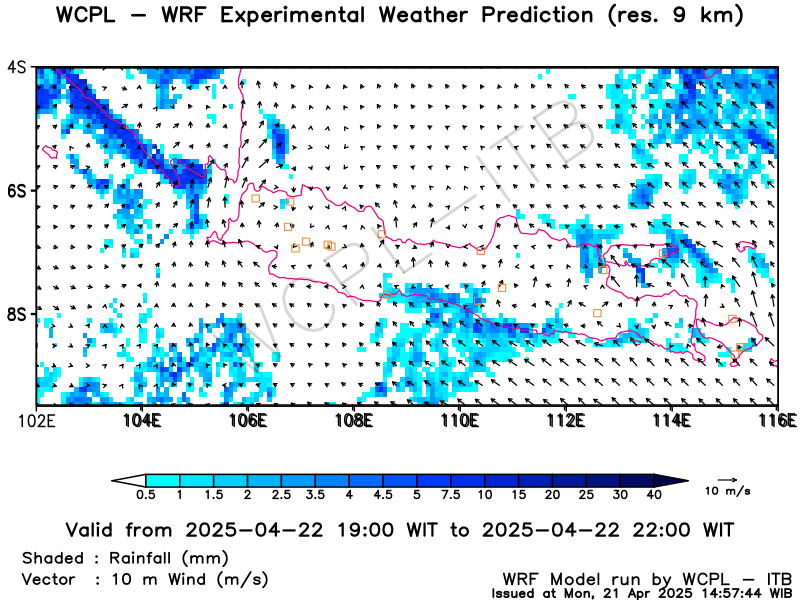 WCPL – WRF Experimental Weather Prediction (res. 9 km)
4S
6S
8S
102E 104E 106E 108E 110E 112E 114E 116E
WCPL–ITB
0.5 1 1.5 2 2.5 3.5 4 4.5 5 7.5 10 15 20 25 30 40
10 m/s
Valid from 2025–04–22 19:00 WIT to 2025–04–22 22:00 WIT
Shaded : Rainfall (mm)
Vector : 10 m Wind (m/s)
WRF Model run by WCPL – ITB
Issued at Mon, 21 Apr 2025 14:57:44 WIB